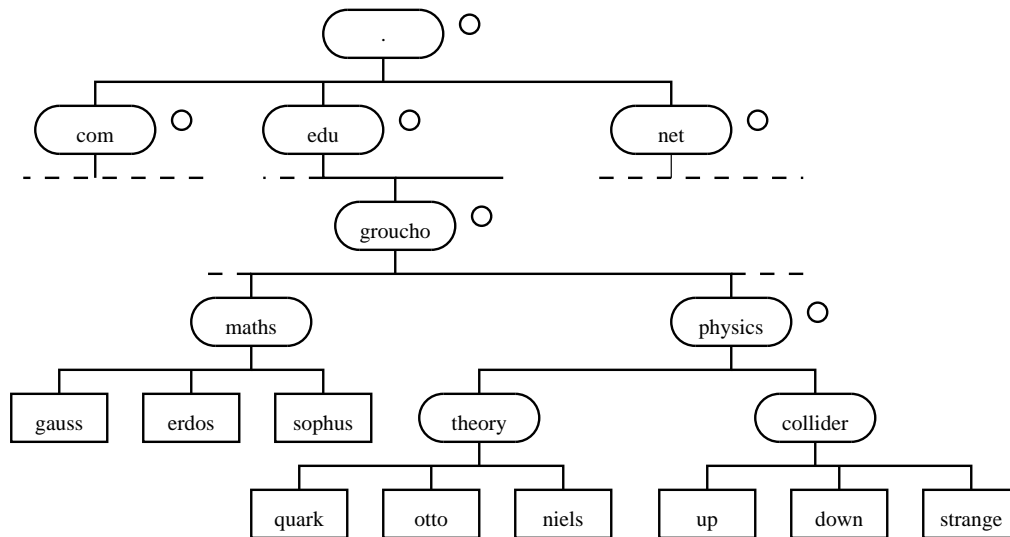 .
com edu net
groucho
maths physics
gauss erdos sophus theory collider
quark otto niels up down strange